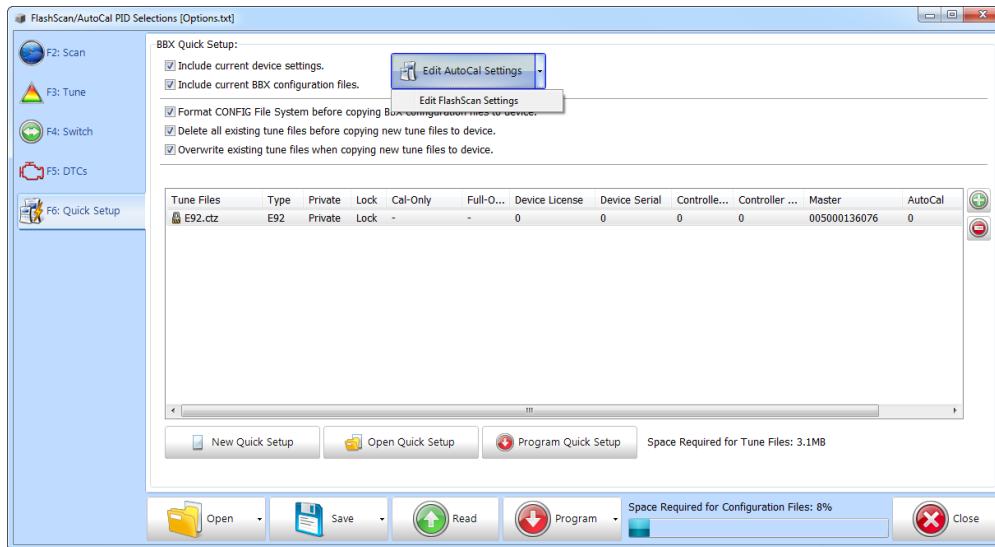 FlashScan/AutoCal PID Selections [Options.txt]
F2: Scan
F3: Tune
F4: Switch
F5: DTCs
F6: Quick Setup
BBX Quick Setup:
Include current device settings.
Include current BBX configuration files.
Edit AutoCal Settings
Edit FlashScan Settings
Format CONFIG File System before copying BBX configuration files to device.
Delete all existing tune files before copying new tune files to device.
Overwrite existing tune files when copying new tune files to device.
Tune Files Type Private Lock Cal-Only Full-O... Device License Device Serial Controlle... Controller ... Master AutoCal
E92.ctz E92 Private Lock - - 0 0 0 0 005000136076 0
New Quick Setup Open Quick Setup Program Quick Setup Space Required for Tune Files: 3.1MB
Open Save Read Program Space Required for Configuration Files: 8% Close